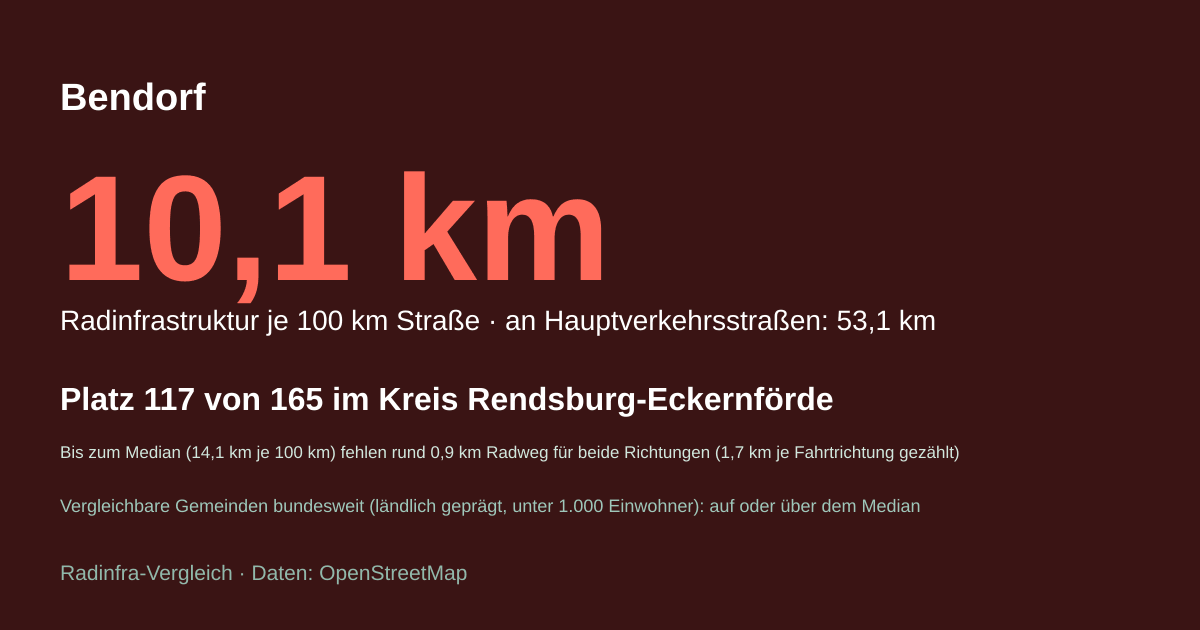 Bendorf
10,1 km
Radinfrastruktur je 100 km Straße · an Hauptverkehrsstraßen: 53,1 km
Platz 117 von 165 im Kreis Rendsburg-Eckernförde
Bis zum Median (14,1 km je 100 km) fehlen rund 0,9 km Radweg für beide Richtungen (1,7 km je Fahrtrichtung gezählt)
Vergleichbare Gemeinden bundesweit (ländlich geprägt, unter 1.000 Einwohner): auf oder über dem Median
Radinfra-Vergleich · Daten: OpenStreetMap